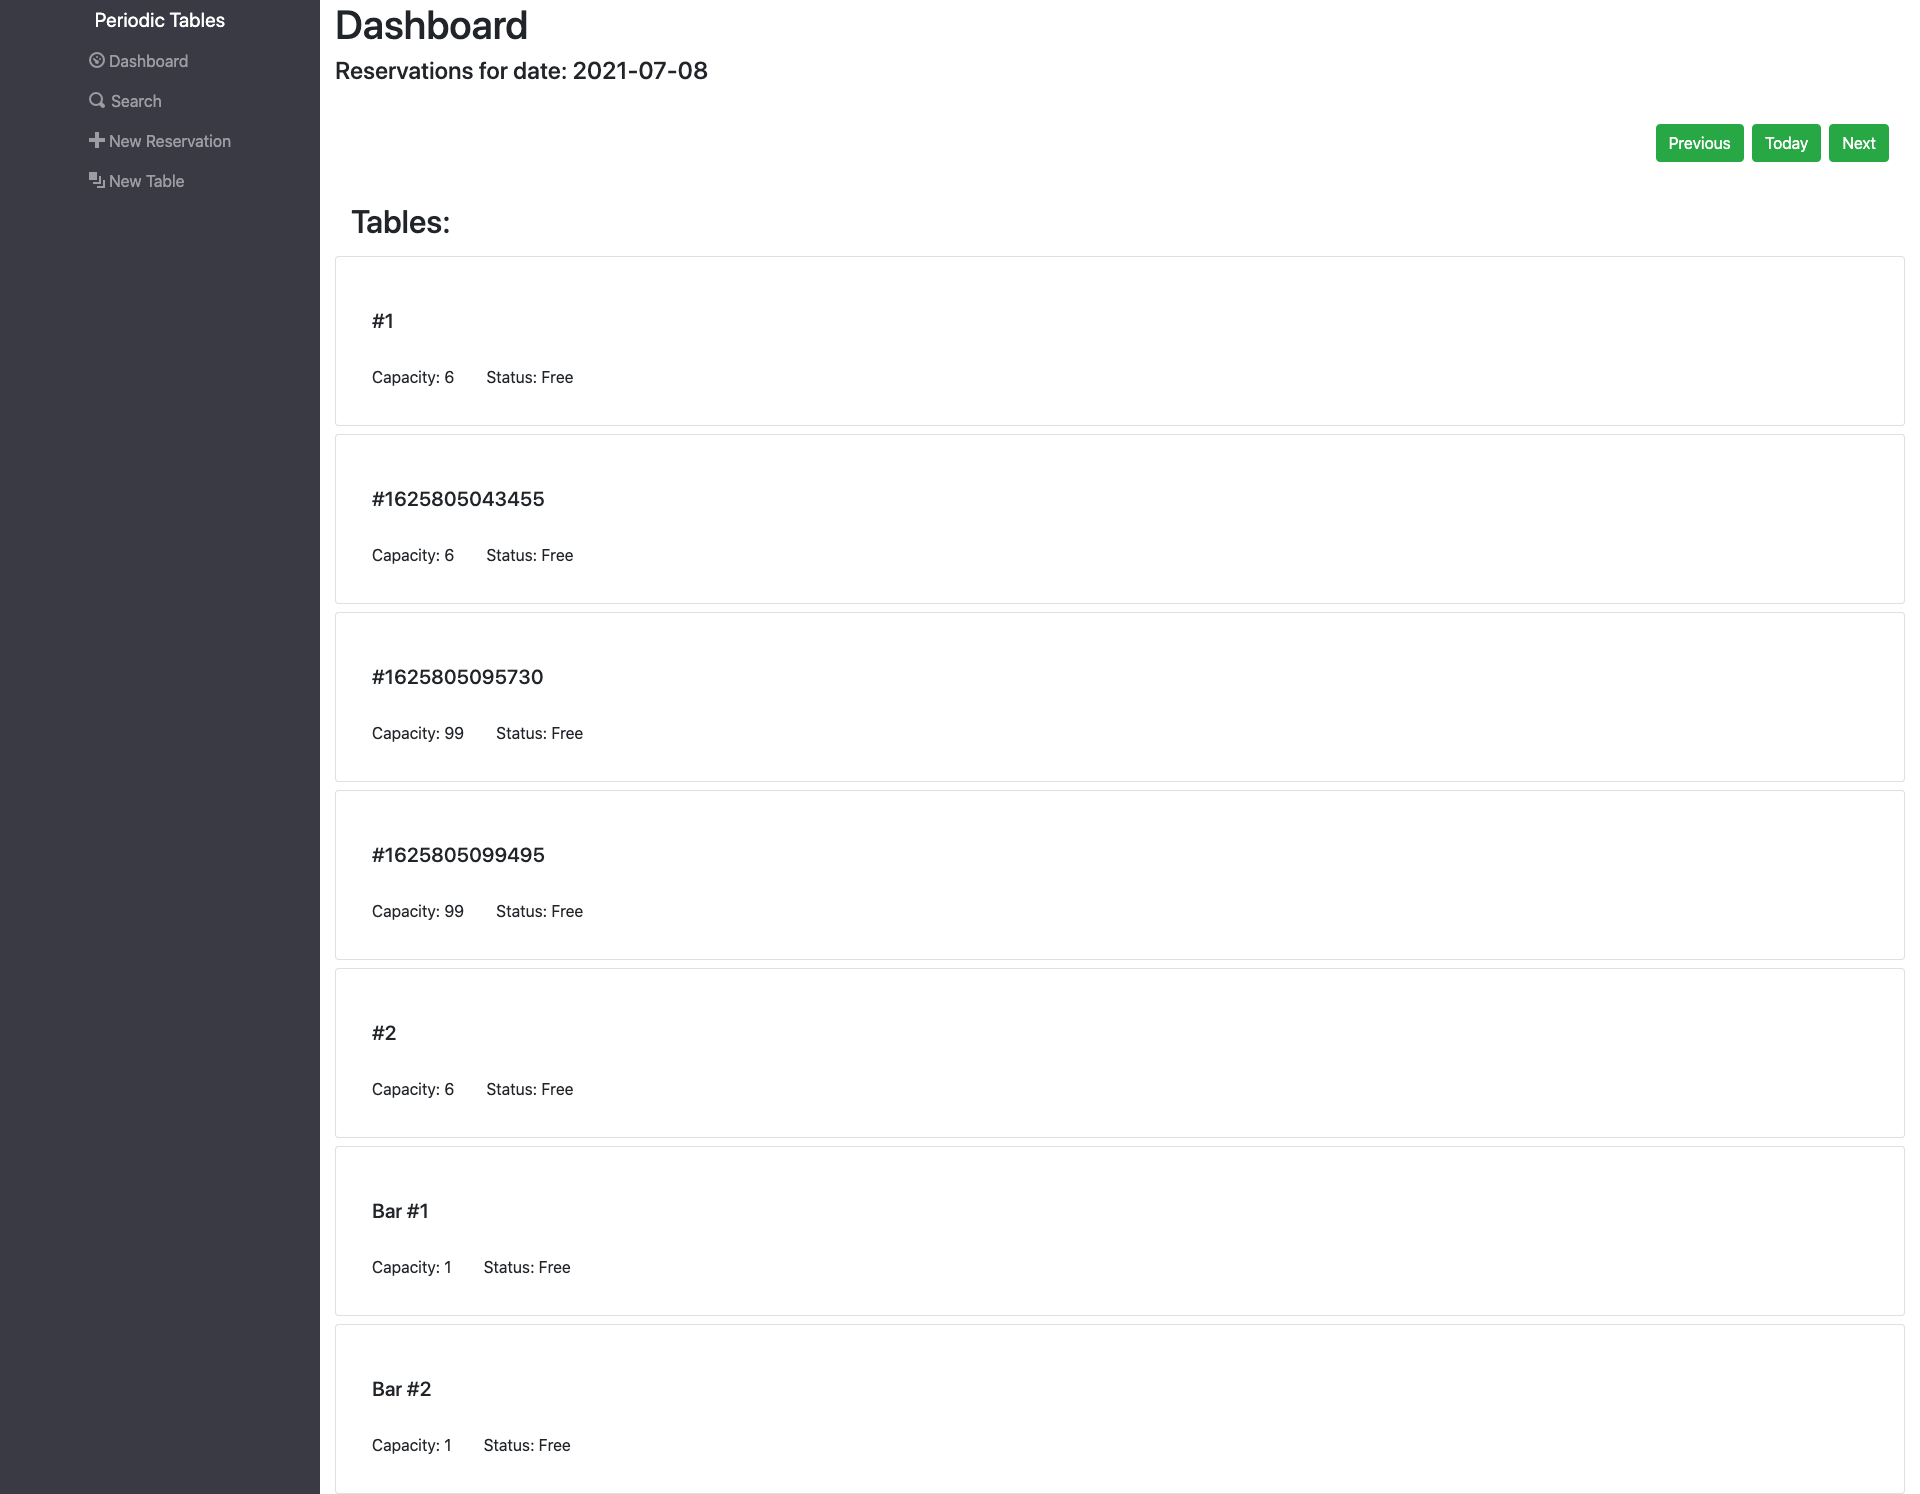 Periodic Tables
Dashboard
Search
New Reservation
New Table
Dashboard
Reservations for date: 2021-07-08
Previous Today Next
Tables:
#1
Capacity: 6 Status: Free
#1625805043455
Capacity: 6 Status: Free
#1625805095730
Capacity: 99 Status: Free
#1625805099495
Capacity: 99 Status: Free
#2
Capacity: 6 Status: Free
Bar #1
Capacity: 1 Status: Free
Bar #2
Capacity: 1 Status: Free